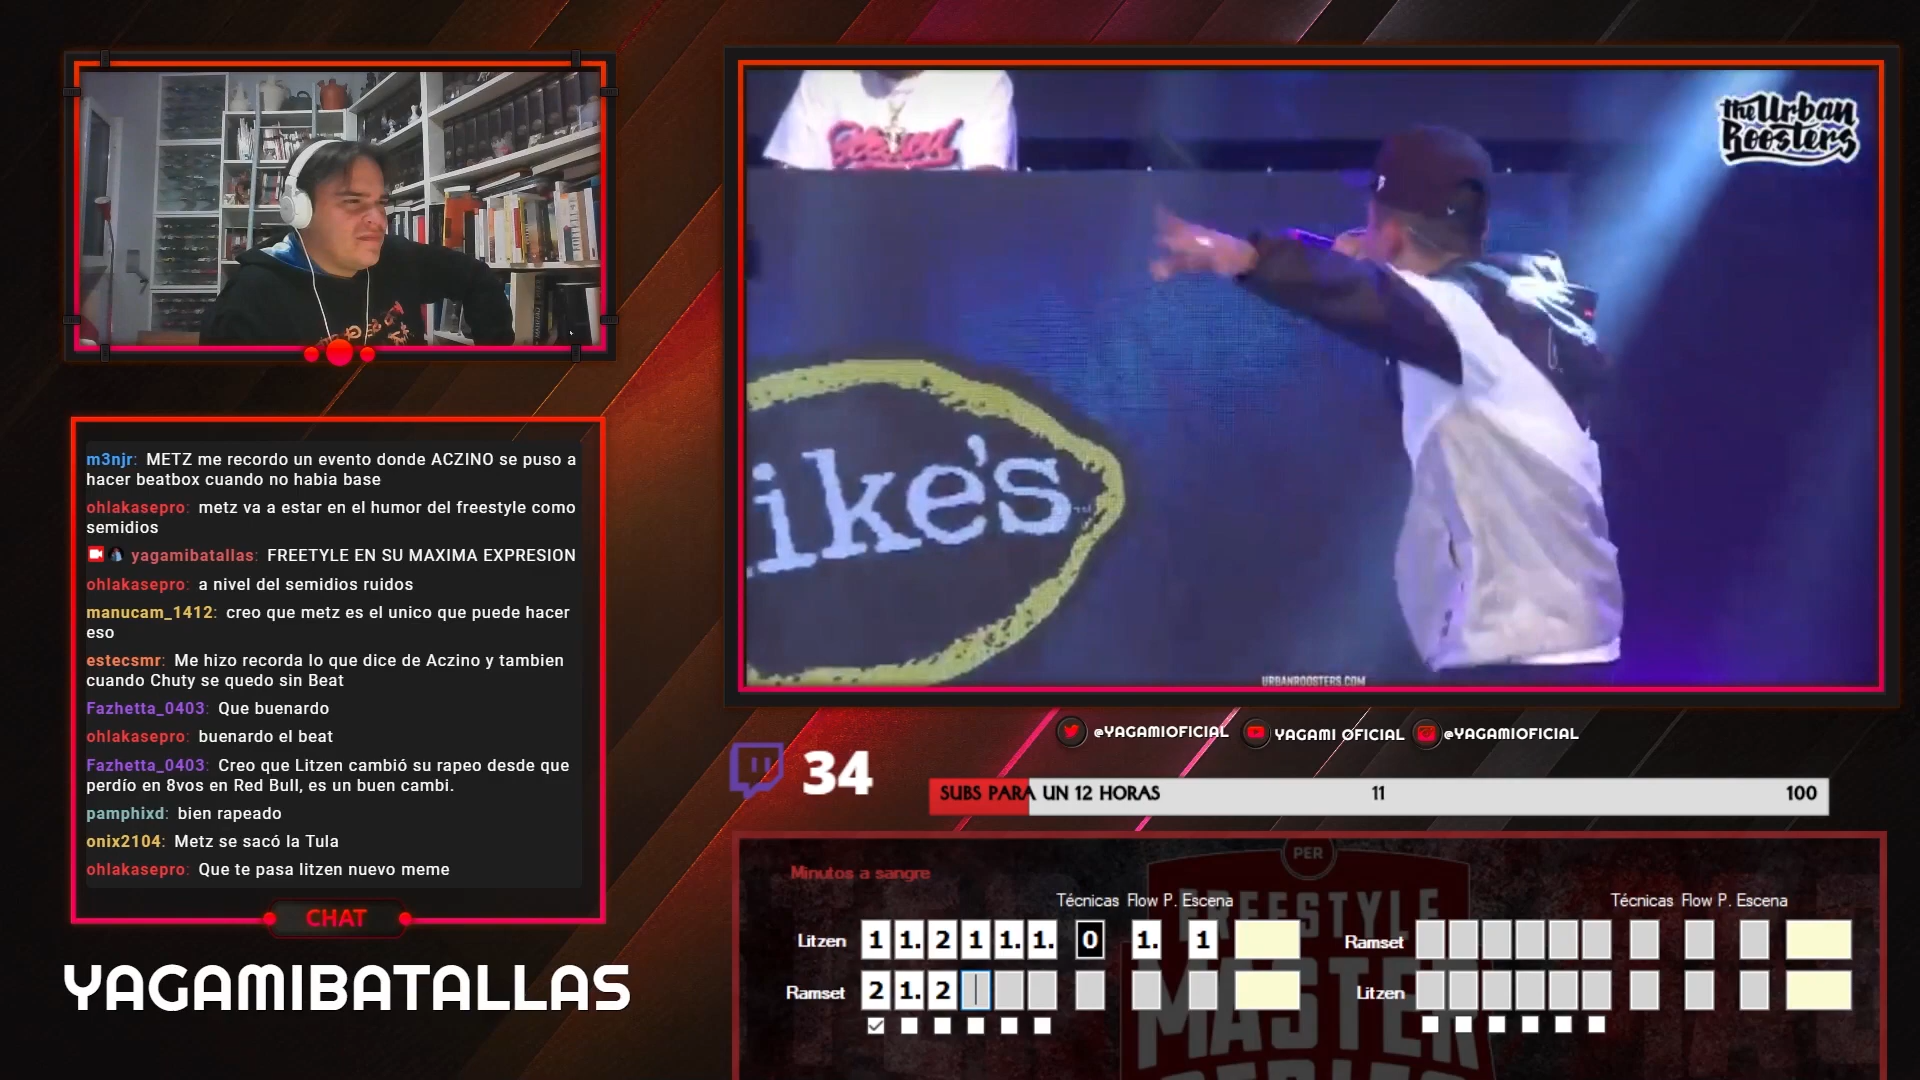 the Urban
Roosters
ike's
URBANROOSTERS.COM
m3njr: METZ me recordo un evento donde ACZINO se puso a
hacer beatbox cuando no habia base
ohlakasepro: metz va a estar en el humor del freestyle como
semidios
yagamibatallas: FREETYLE EN SU MAXIMA EXPRESION
ohlakasepro: a nivel del semidios ruidos
manucam_1412: creo que metz es el unico que puede hacer
eso
estecsmr: Me hizo recorda lo que dice de Aczino y tambien
cuando Chuty se quedo sin Beat
Fazhetta_0403: Que buenardo
ohlakasepro: buenardo el beat
Fazhetta_0403: Creo que Litzen cambió su rapeo desde que
perdío en 8vos en Red Bull, es un buen cambi.
pamphixd: bien rapeado
onix2104: Metz se sacó la Tula
ohlakasepro: Que te pasa litzen nuevo meme
CHAT
YAGAMIBATALLAS
@YAGAMIOFICIAL YAGAMI OFICIAL @YAGAMIOFICIAL
34
SUBS PARA UN 12 HORAS 11 100
PER
FREESTYLE
MASTER
Minutos a sangre
Técnicas Flow P. Escena
Litzen 1 1. 2 1 1. 1. 0 1. 1
Ramset 2 1. 2
Técnicas Flow P. Escena
Ramset
Litzen